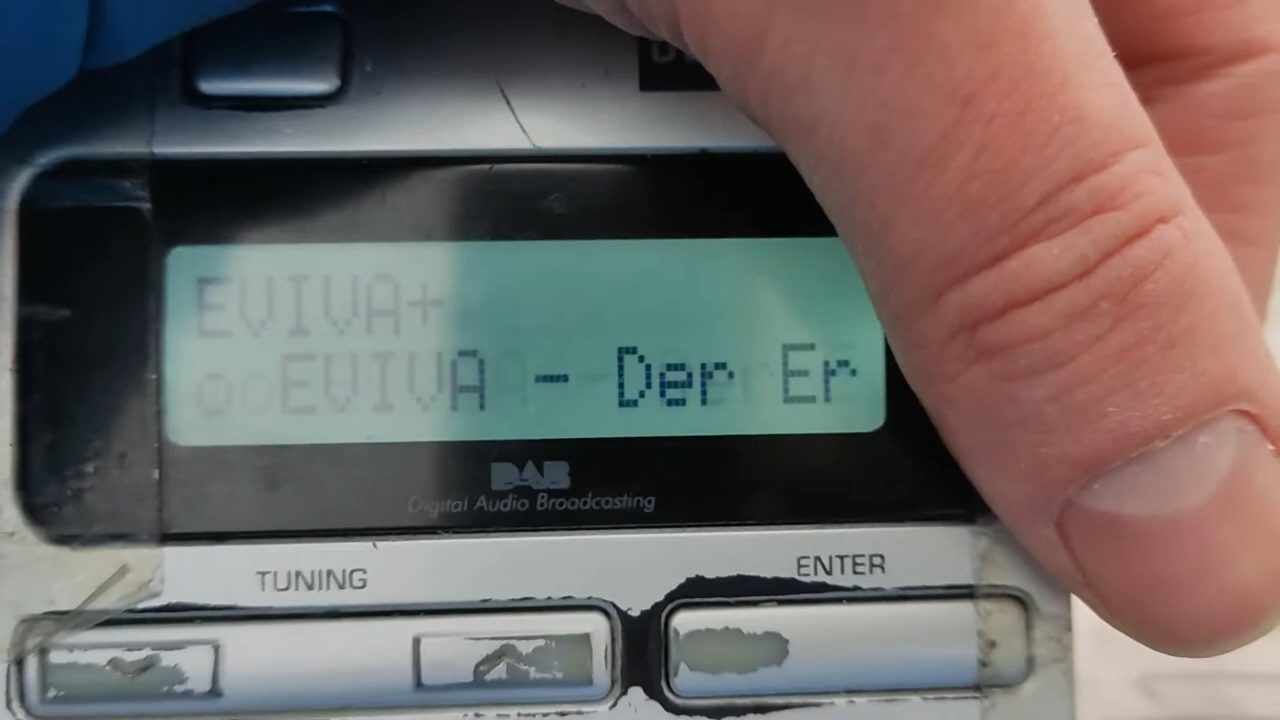 EVIVA+
EVIVA - Der Er
DAB
Digital Audio Broadcasting
TUNING
ENTER